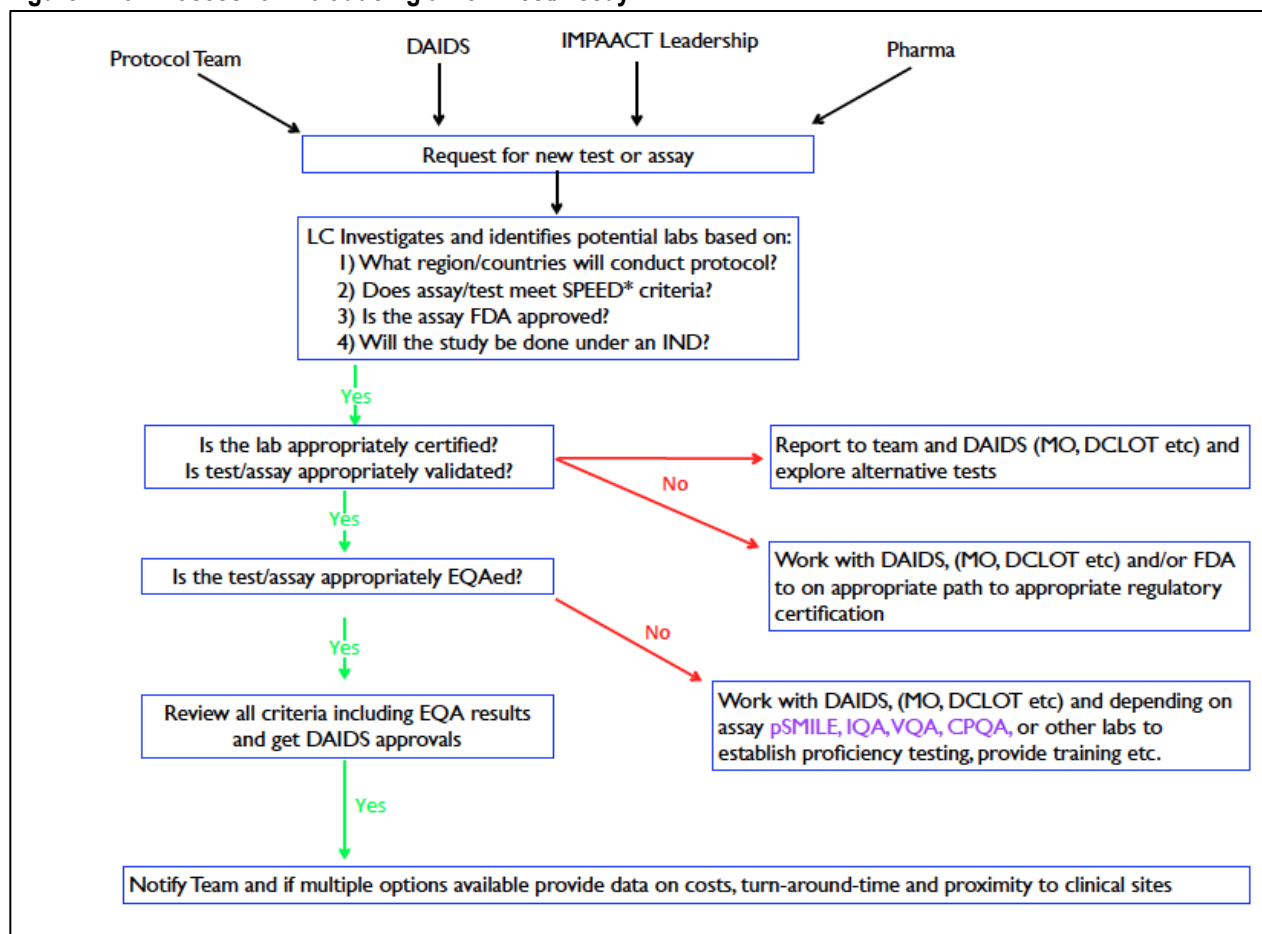 Protocol Team
DAIDS
IMPAACT Leadership
Pharma
Request for new test or assay
LC Investigates and identifies potential labs based on:
1) What region/countries will conduct protocol?
2) Does assay/test meet SPEED* criteria?
3) Is the assay FDA approved?
4) Will the study be done under an IND?
Yes
Is the lab appropriately certified?
Is test/assay appropriately validated?
No
Report to team and DAIDS (MO, DCLOT etc) and
explore alternative tests
Yes
Work with DAIDS, (MO, DCLOT etc) and/or FDA
to on appropriate path to appropriate regulatory
certification
Is the test/assay appropriately EQAed?
No
Yes
Work with DAIDS, (MO, DCLOT etc) and depending on
assay pSMILE, IQA, VQA, CPQA, or other labs to
establish proficiency testing, provide training etc.
Review all criteria including EQA results
and get DAIDS approvals
Yes
Notify Team and if multiple options available provide data on costs, turn-around-time and proximity to clinical sites